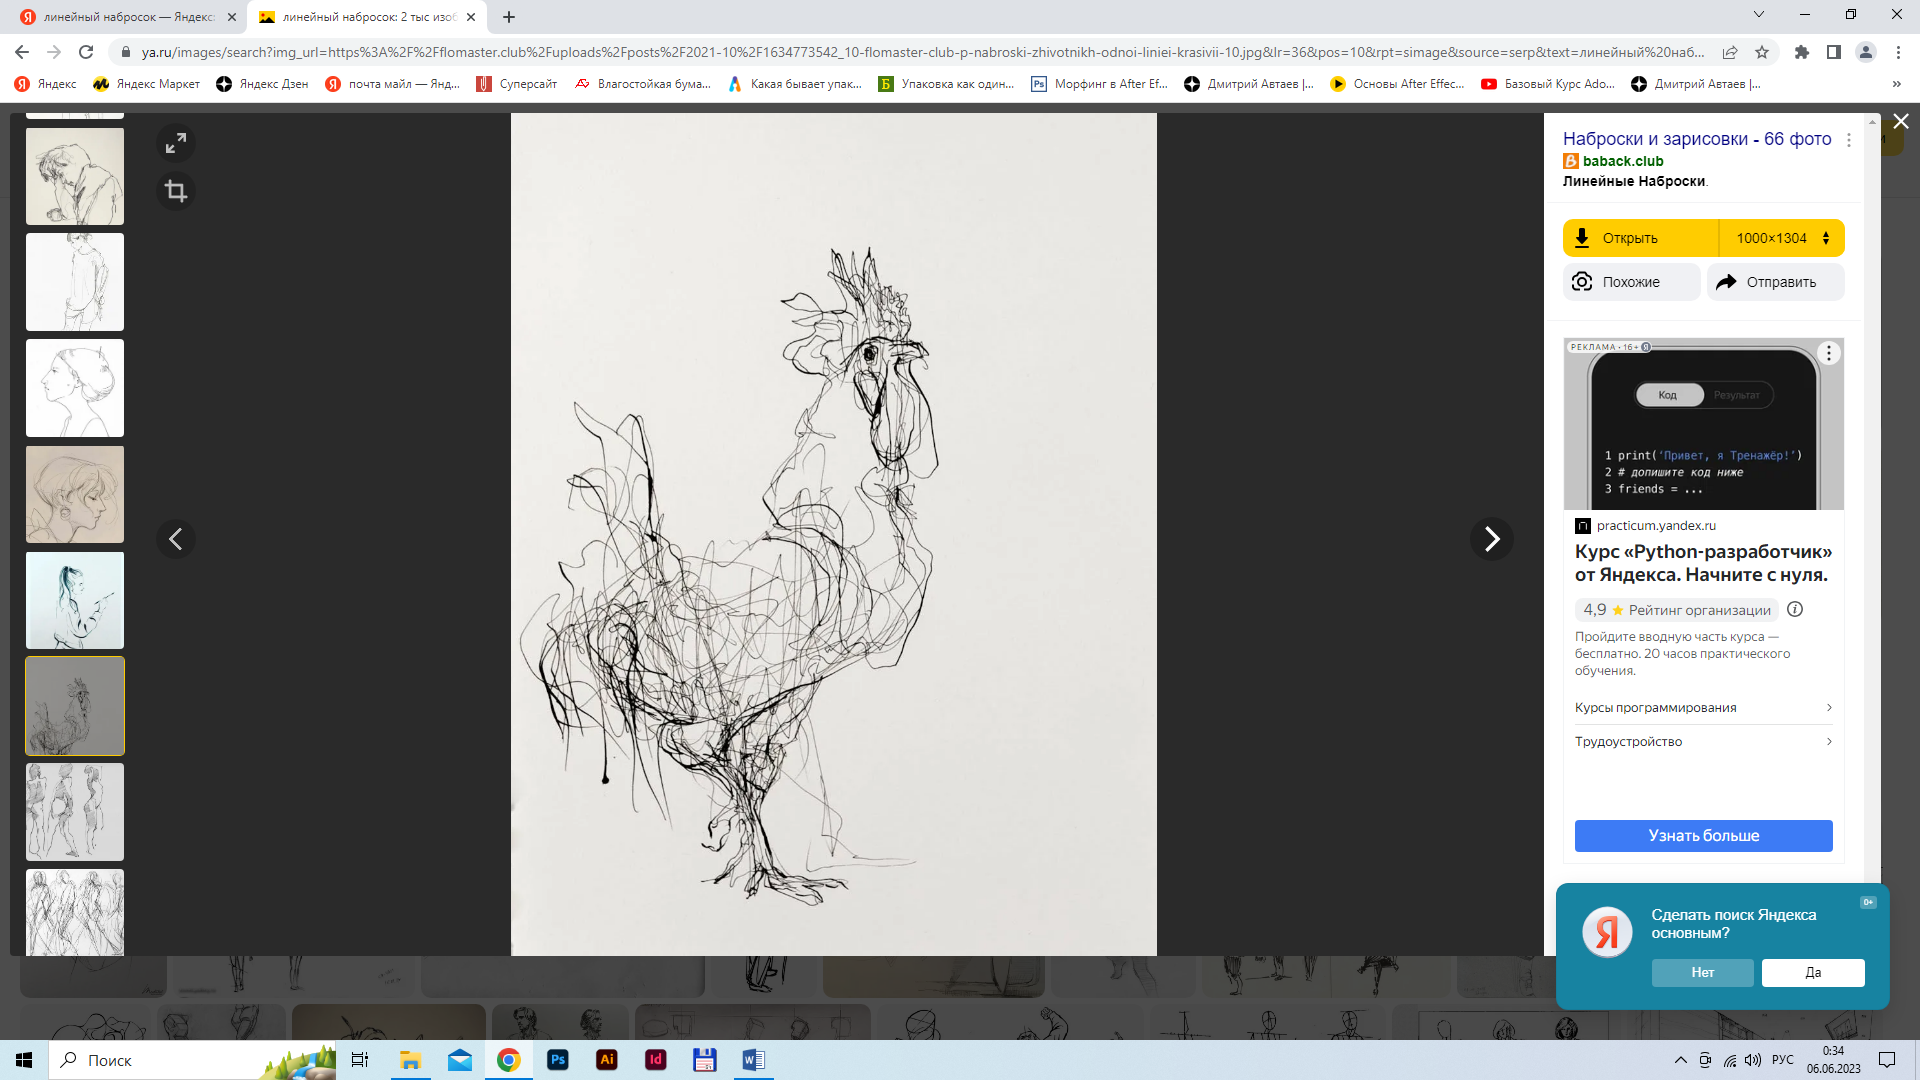 линейный набросок — Яндекс:
линейный набросок: 2 тыс изоб
ya.ru/images/search?img_url=https%3A%2F%2Fflomaster.club%2Fuploads%2Fposts%2F2021-10%2F1634773542_10-flomaster-club-p-nabroski-zhivotnikh-odnoi-liniei-krasivii-10.jpg&lr=36&pos=10&rpt=simage&source=serp&text=линейный%20наб...
Яндекс
Яндекс Маркет
Яндекс Дзен
почта майл — Янд...
Суперсайт
Влагостойкая бума...
Какая бывает упак...
Упаковка как один...
Морфинг в After Ef...
Дмитрий Автаев |...
Основы After Effec...
Базовый Курс Ado...
Дмитрий Автаев |...
»
Наброски и зарисовки - 66 фото
baback.club
Линейные Наброски.
Открыть
1000×1304
Похожие
Отправить
РЕКЛАМА • 16+
Код
Результат
1 print('Привет, я Тренажёр!')
2 # допишите код ниже
3 friends = ...
practicum.yandex.ru
Курс «Python-разработчик»
от Яндекса. Начните с нуля.
4,9 ★ Рейтинг организации
Пройдите вводную часть курса —
бесплатно. 20 часов практического
обучения.
Курсы программирования
Трудоустройство
Узнать больше
0+
Сделать поиск Яндекса
основным?
Нет
Да
Поиск
Ps
Ai
Id
РУС
0:34
06.06.2023